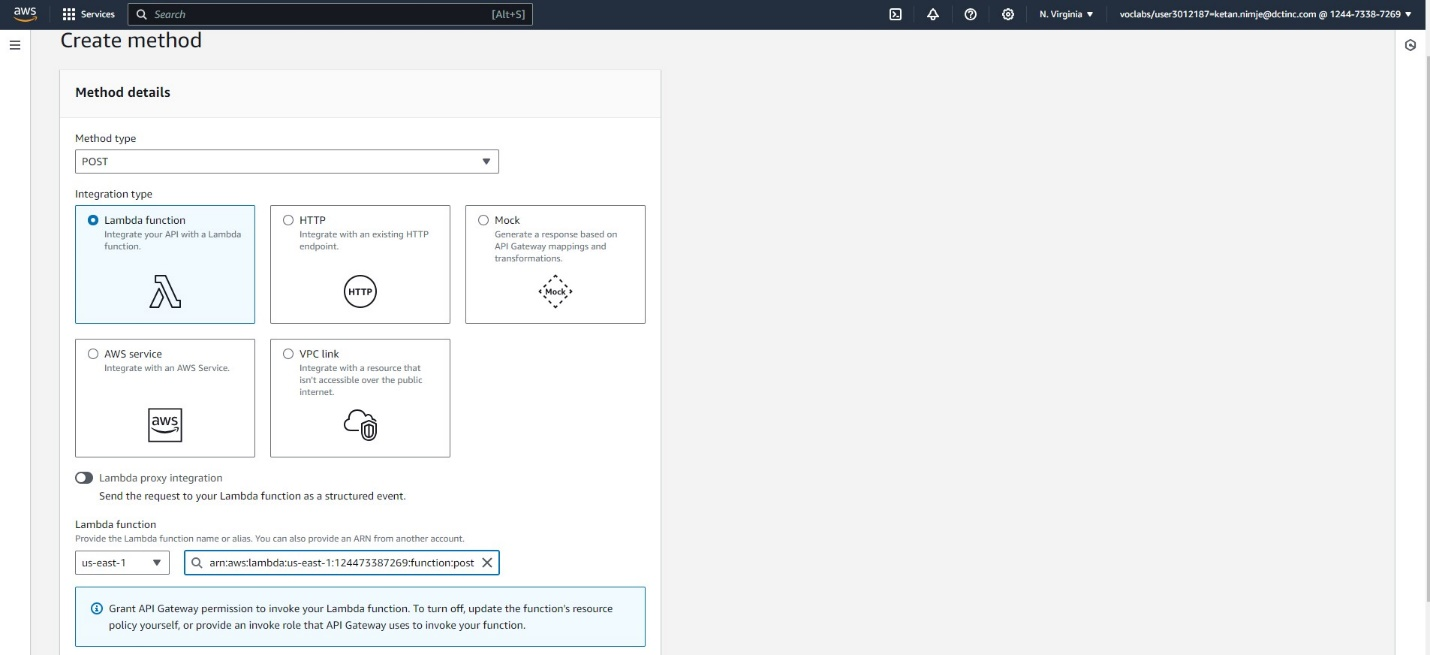 aws
Services
Search
[Alt+S]
N. Virginia
voclabs/user3012187=ketan.nimje@dctinc.com @ 1244-7338-7269
Create method
Method details
Method type
POST
Integration type
Lambda function
Integrate your API with a Lambda
function.
HTTP
Integrate with an existing HTTP
endpoint.
HTTP
Mock
Generate a response based on
API Gateway mappings and
transformations.
Mock
AWS service
Integrate with an AWS Service.
aws
VPC link
Integrate with a resource that
isn't accessible over the public
internet.
Lambda proxy integration
Send the request to your Lambda function as a structured event.
Lambda function
Provide the Lambda function name or alias. You can also provide an ARN from another account.
us-east-1
arn:aws:lambda:us-east-1:124473387269:function:post
Grant API Gateway permission to invoke your Lambda function. To turn off, update the function's resource
policy yourself, or provide an invoke role that API Gateway uses to invoke your function.